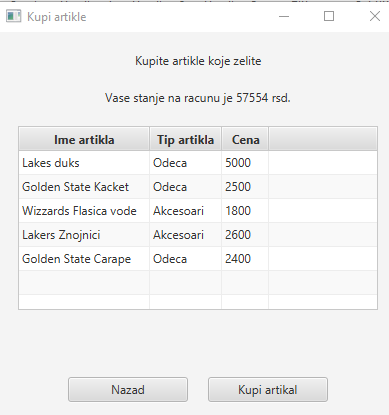 Kupi artikle
Kupite artikle koje zelite
Vase stanje na racunu je 57554 rsd.
Ime artikla Tip artikla Cena
Lakes duks Odeca 5000
Golden State Kacket Odeca 2500
Wizzards Flasica vode Akcesoari 1800
Lakers Znojnici Akcesoari 2600
Golden State Carape Odeca 2400
Nazad Kupi artikal